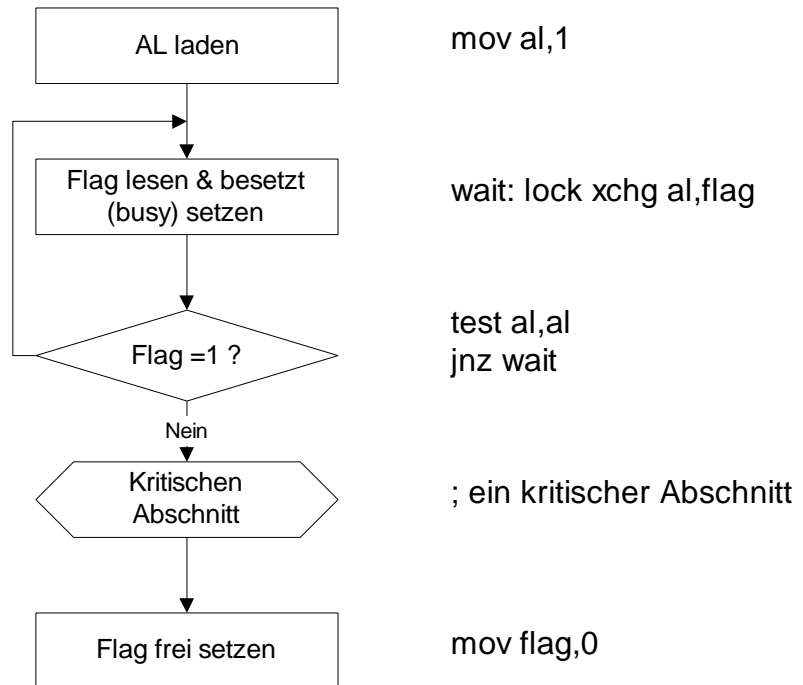 AL laden
mov al,1
Flag lesen & besetzt
(busy) setzen
wait: lock xchg al,flag
Flag =1 ?
test al,al
jnz wait
Nein
Kritischen
Abschnitt
; ein kritischer Abschnitt
Flag frei setzen
mov flag,0